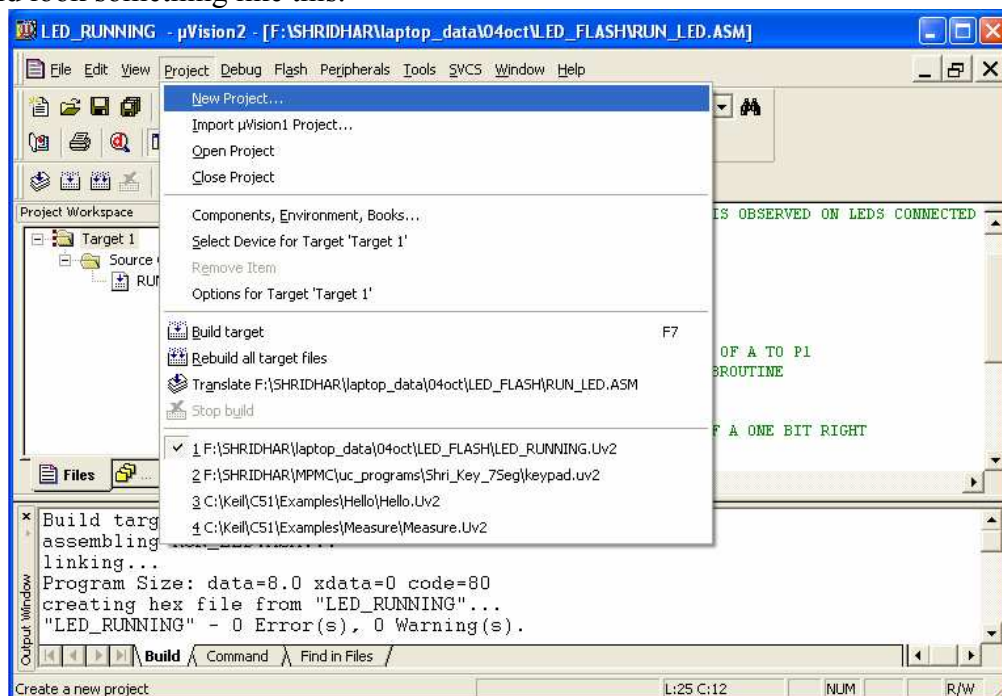 look something like this.
LED_RUNNING - µVision2 - [F:\SHRIDHAR\laptop_data\04oct\LED_FLASH\RUN_LED.ASM]
File Edit View Project Debug Flash Peripherals Tools SVCS Window Help
New Project...
Import µVision1 Project...
Open Project
Close Project
Project Workspace
Components, Environment, Books...
IS OBSERVED ON LEDS CONNECTED
Target 1
Select Device for Target 'Target 1'
Source
Remove Item
RUN
Options for Target 'Target 1'
Build target F7
Rebuild all target files
OF A TO P1
Translate F:\SHRIDHAR\laptop_data\04oct\LED_FLASH\RUN_LED.ASM
BROUTINE
Stop build
F A ONE BIT RIGHT
1 F:\SHRIDHAR\laptop_data\04oct\LED_FLASH\LED_RUNNING.Uv2
2 F:\SHRIDHAR\MPMC\uc_programs\Shri_Key_7Seg\keypad.uv2
Files ...
3 C:\Keil\C51\Examples\Hello\Hello.Uv2
4 C:\Keil\C51\Examples\Measure\Measure.Uv2
Build targ
assembling
linking...
Program Size: data=8.0 xdata=0 code=80
creating hex file from "LED_RUNNING"...
"LED_RUNNING" - 0 Error(s), 0 Warning(s).
Output Window
Build Command Find in Files
Create a new project L:25 C:12 NUM R/W